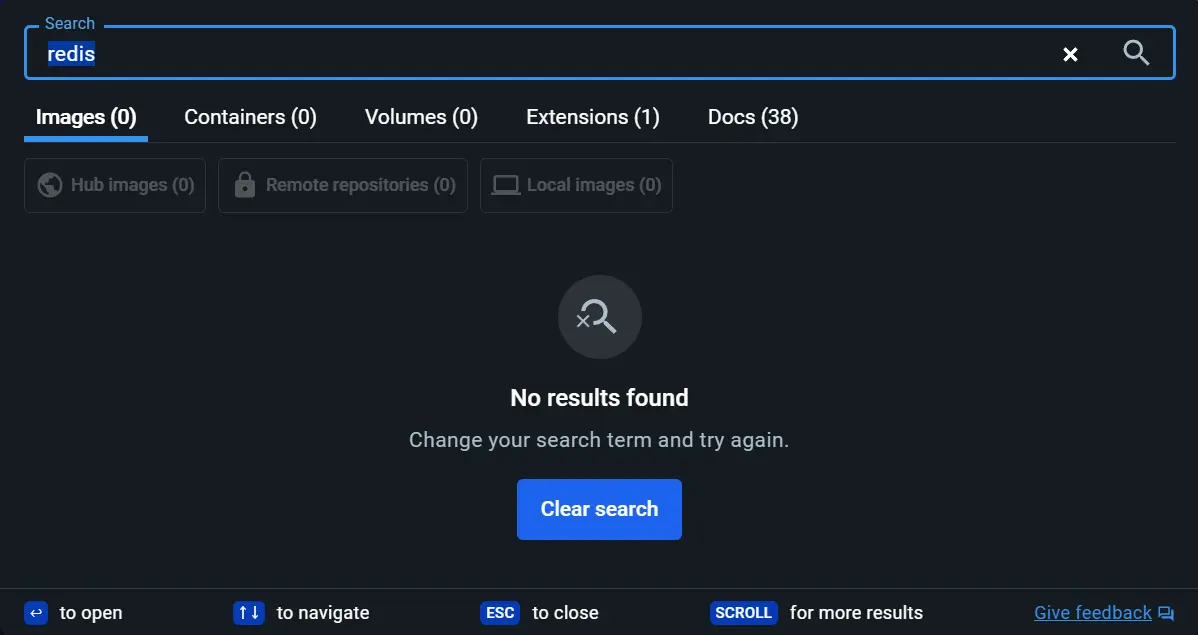 Search
redis
Images (0) Containers (0) Volumes (0) Extensions (1) Docs (38)
Hub images (0) Remote repositories (0) Local images (0)
No results found
Change your search term and try again.
Clear search
↩ to open ↑↓ to navigate ESC to close SCROLL for more results Give feedback